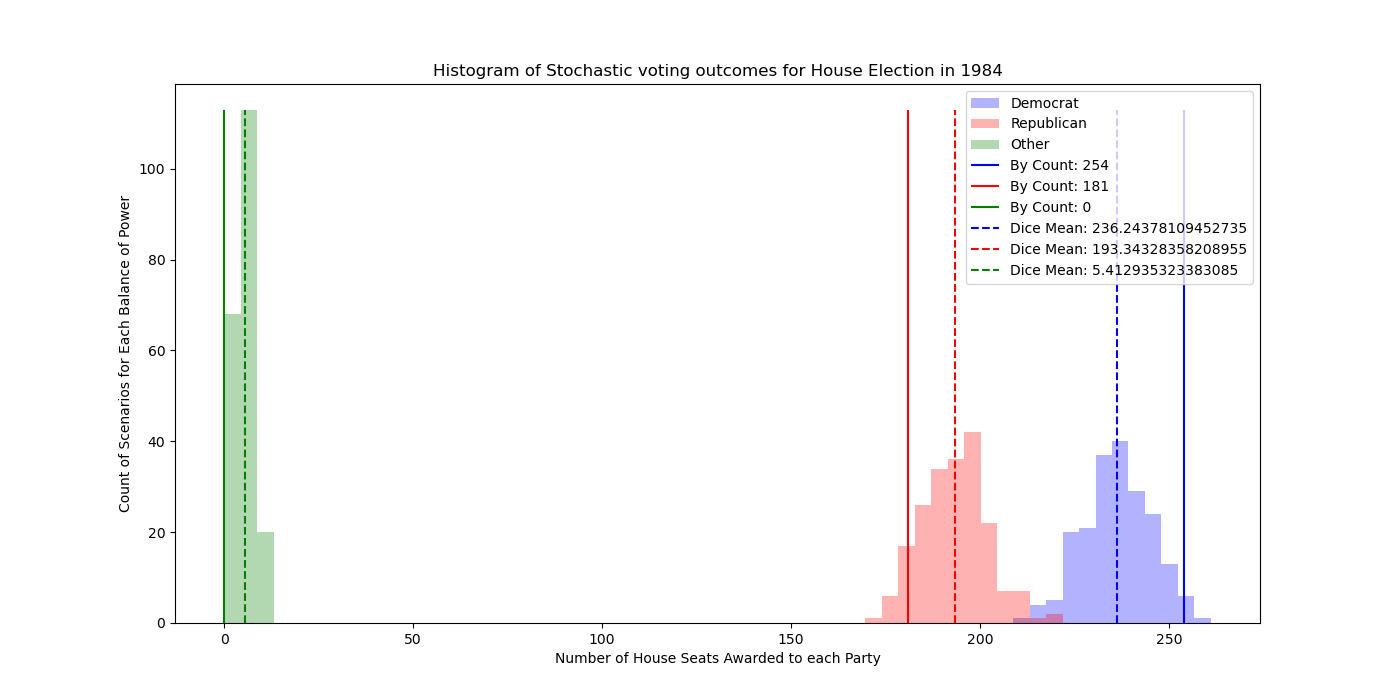 Histogram of Stochastic voting outcomes for House Election in 1984
Democrat
Republican
Other
By Count: 254
By Count: 181
By Count: 0
Dice Mean: 236.24378109452735
Dice Mean: 193.34328358208955
Dice Mean: 5.412935323383085
Count of Scenarios for Each Balance of Power
100
80
60
40
20
0
0 50 100 150 200 250
Number of House Seats Awarded to each Party